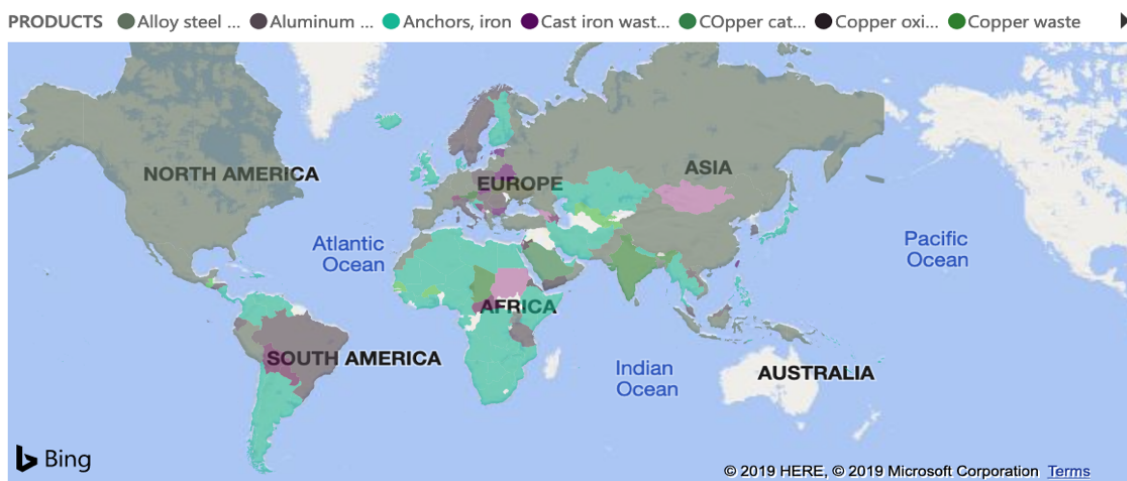 PRODUCTS Alloy steel ... Aluminum ... Anchors, iron Cast iron wast... COpper cat... Copper oxi... Copper waste
NORTH AMERICA
EUROPE
ASIA
Atlantic
Ocean
Pacific
Ocean
AFRICA
SOUTH AMERICA
Indian
Ocean
AUSTRALIA
Bing
© 2019 HERE, © 2019 Microsoft Corporation Terms